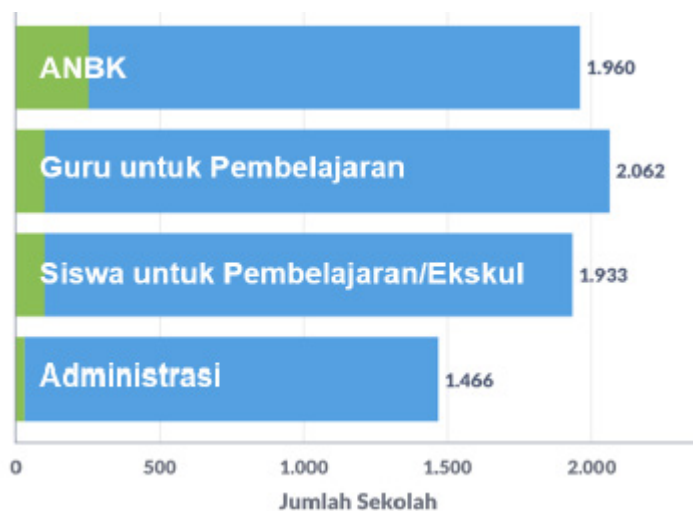 ANBK
1.960
Guru untuk Pembelajaran
2.062
Siswa untuk Pembelajaran/Ekskul
1.933
Administrasi
1.466
0 500 1.000 1.500 2.000
Jumlah Sekolah